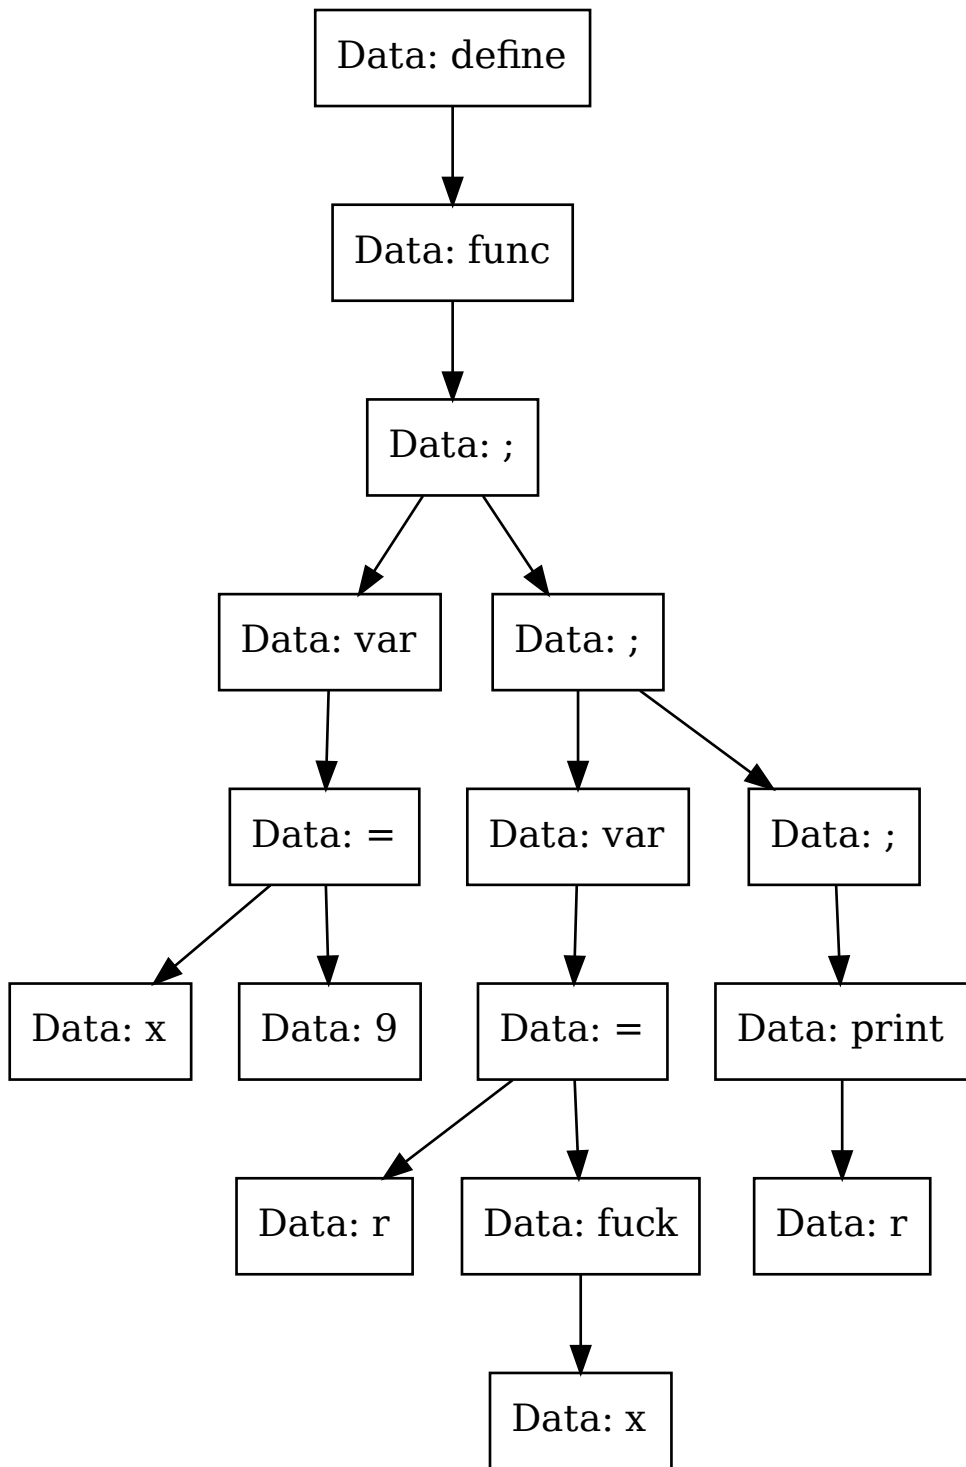 Data: define
Data: func
Data: ;
Data: var
Data: ;
Data: =
Data: var
Data: ;
Data: x
Data: 9
Data: =
Data: print
Data: r
Data: fuck
Data: r
Data: x